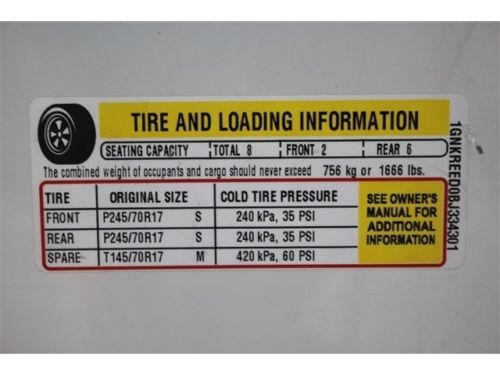 TIRE AND LOADING INFORMATION
SEATING CAPACITY TOTAL 8 FRONT 2 REAR 6
The combined weight of occupants and cargo should never exceed 756 kg or 1666 lbs.
TIRE ORIGINAL SIZE COLD TIRE PRESSURE
FRONT P245/70R17 S 240 kPa, 35 PSI
REAR P245/70R17 S 240 kPa, 35 PSI
SPARE T145/70R17 M 420 kPa, 60 PSI
SEE OWNER'S
MANUAL FOR
ADDITIONAL
INFORMATION
1GNKREED0BJ334301